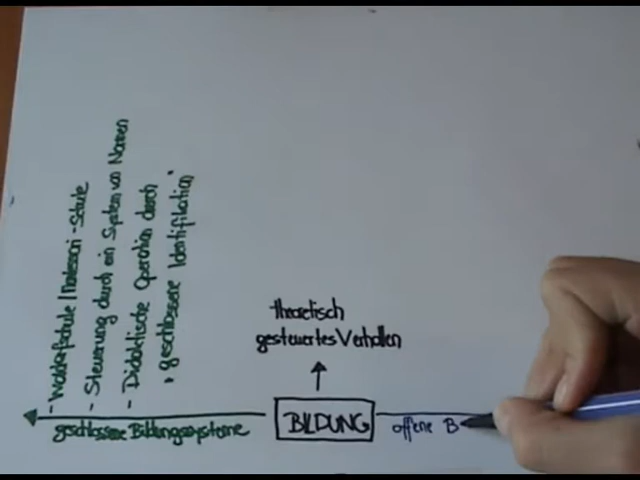 - Waldorfschule / Montessori-Schule
- Steuerung durch ein System von Normen
- Didaktische Operation durch
"geschlossene Identifikation"
theoretisch
gesteuertes Verhalten
BILDUNG
geschlossene Bildungssysteme
offene B